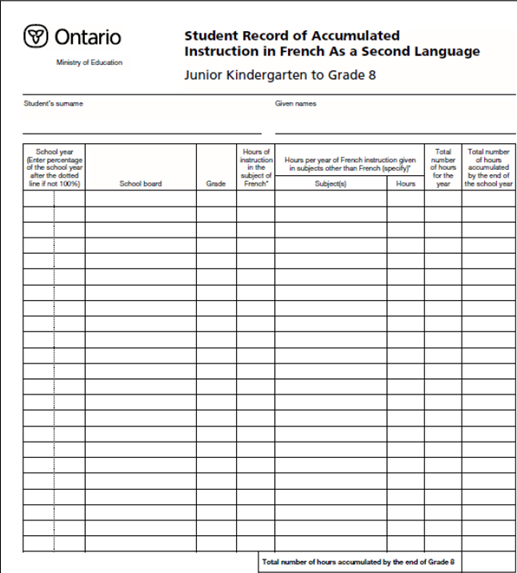 Ontario
Ministry of Education
Student Record of Accumulated
Instruction in French As a Second Language
Junior Kindergarten to Grade 8
Student's surname
Given names
School year
(Enter percentage
of the school year
after the dotted
line if not 100%)
School board
Grade
Hours of
instruction
in the
subject of
French*
Hours per year of French instruction given
in subjects other than French (specify)*
Subject(s)
Hours
Total
number
of hours
for the
year
Total number
of hours
accumulated
by the end of
the school year
Total number of hours accumulated by the end of Grade 8